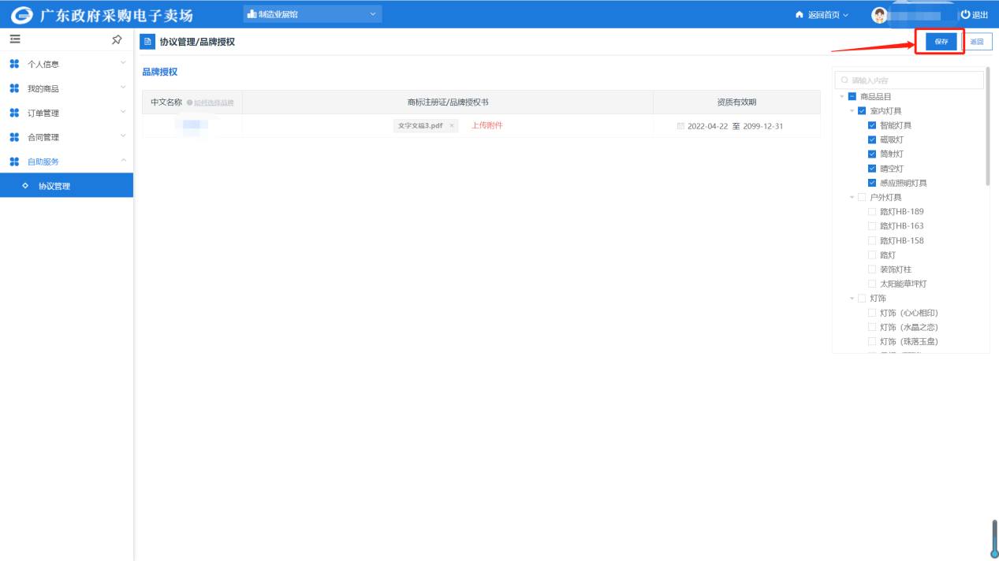 广东政府采购电子卖场
制造业展馆
返回首页
退出
个人信息
我的商品
订单管理
合同管理
自助服务
协议管理
协议管理/品牌授权
保存
返回
品牌授权
中文名称 如何选择品牌 商标注册证/品牌授权书 资质有效期
文字文稿3.pdf × 上传附件 2022-04-22 至 2099-12-31
请输入内容
商品品目
室内灯具
智能灯具
磁吸灯
筒射灯
晴空灯
感应照明灯具
户外灯具
路灯HB-189
路灯HB-163
路灯HB-158
路灯
装饰灯柱
太阳能草坪灯
灯饰
灯饰（心心相印）
灯饰（水晶之恋）
灯饰（珠落玉盘）